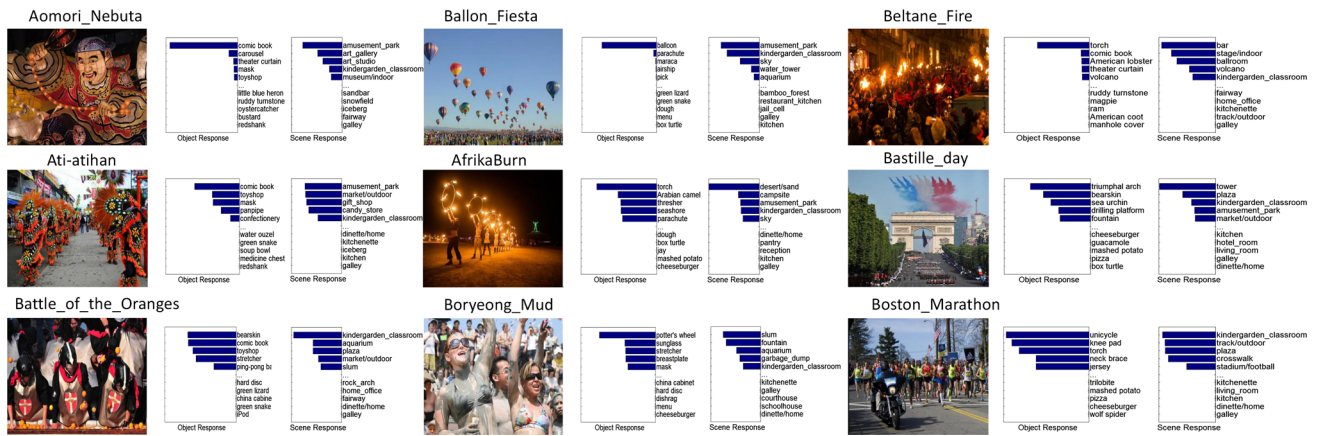 Aomori_Nebuta
comic book
carousel
theater curtain
mask
toyshop
...
little blue heron
ruddy turnstone
oystercatcher
bustard
redshank
Object Response
amusement_park
art_gallery
art_studio
kindergarden_classroom
museum/indoor
...
sandbar
snowfield
iceberg
fairway
galley
Scene Response
Ballon_Fiesta
balloon
parachute
maraca
airship
pick
...
green lizard
green snake
dough
menu
box turtle
Object Response
amusement_park
kindergarden_classroom
sky
water_tower
aquarium
...
bamboo_forest
restaurant_kitchen
jail_cell
galley
kitchen
Scene Response
Beltane_Fire
torch
comic book
American lobster
theater curtain
volcano
...
ruddy turnstone
magpie
ram
American coot
manhole cover
Object Response
bar
stage/indoor
ballroom
volcano
kindergarden_classroom
...
fairway
home_office
kitchenette
track/outdoor
galley
Scene Response
Ati-atihan
comic book
toyshop
mask
panpipe
confectionery
...
water ouzel
green snake
soup bowl
medicine chest
redshank
Object Response
amusement_park
market/outdoor
gift_shop
candy_store
kindergarden_classroom
...
dinette/home
kitchenette
iceberg
kitchen
galley
Scene Response
AfrikaBurn
torch
Arabian camel
thresher
seashore
parachute
...
dough
box turtle
jay
mashed potato
cheeseburger
Object Response
desert/sand
campsite
amusement_park
kindergarden_classroom
sky
...
dinette/home
pantry
reception
kitchen
galley
Scene Response
Bastille_day
triumphal arch
bearskin
sea urchin
drilling platform
fountain
...
cheeseburger
guacamole
mashed potato
pizza
box turtle
Object Response
tower
plaza
kindergarden_classroom
amusement_park
market/outdoor
...
kitchen
hotel_room
living_room
galley
dinette/home
Scene Response
Battle_of_the_Oranges
bearskin
comic book
toyshop
stretcher
ping-pong ba
...
hard disc
green lizard
china cabinet
green snake
iPod
Object Response
kindergarden_classroom
aquarium
plaza
market/outdoor
slum
...
rock_arch
home_office
fairway
dinette/home
galley
Scene Response
Boryeong_Mud
potter's wheel
sunglass
stretcher
breastplate
mask
...
china cabinet
hard disc
dishrag
menu
cheeseburger
Object Response
slum
fountain
aquarium
garbage_dump
kindergarden_classroom
...
kitchenette
galley
courthouse
schoolhouse
dinette/home
Scene Response
Boston_Marathon
unicycle
knee pad
torch
neck brace
jersey
...
trilobite
mashed potato
pizza
cheeseburger
wolf spider
Object Response
kindergarden_classroom
track/outdoor
plaza
crosswalk
stadium/football
...
kitchenette
living_room
kitchen
dinette/home
galley
Scene Response